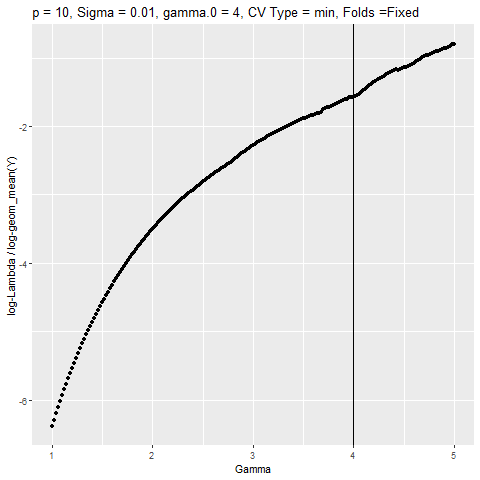 p = 10, Sigma = 0.01, gamma.0 = 4, CV Type = min, Folds =Fixed
log-Lambda / log-geom_mean(Y)
-2
-4
-6
1 2 3 4 5
Gamma